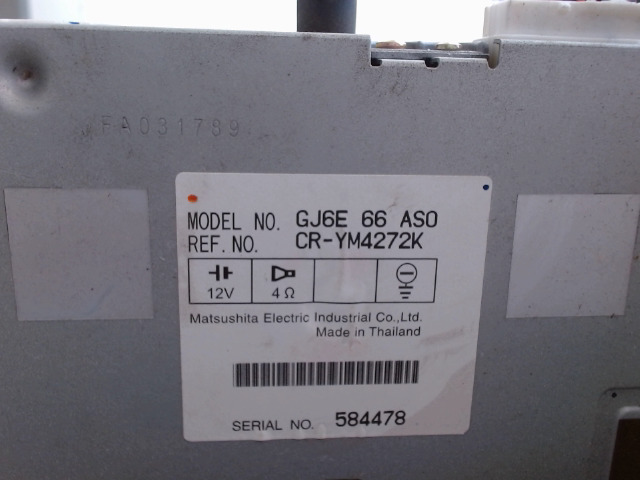 FA031789
MODEL NO. GJ6E 66 AS0
REF. NO. CR-YM4272K
12V 4 Ω
Matsushita Electric Industrial Co.,Ltd.
Made in Thailand
SERIAL NO. 584478